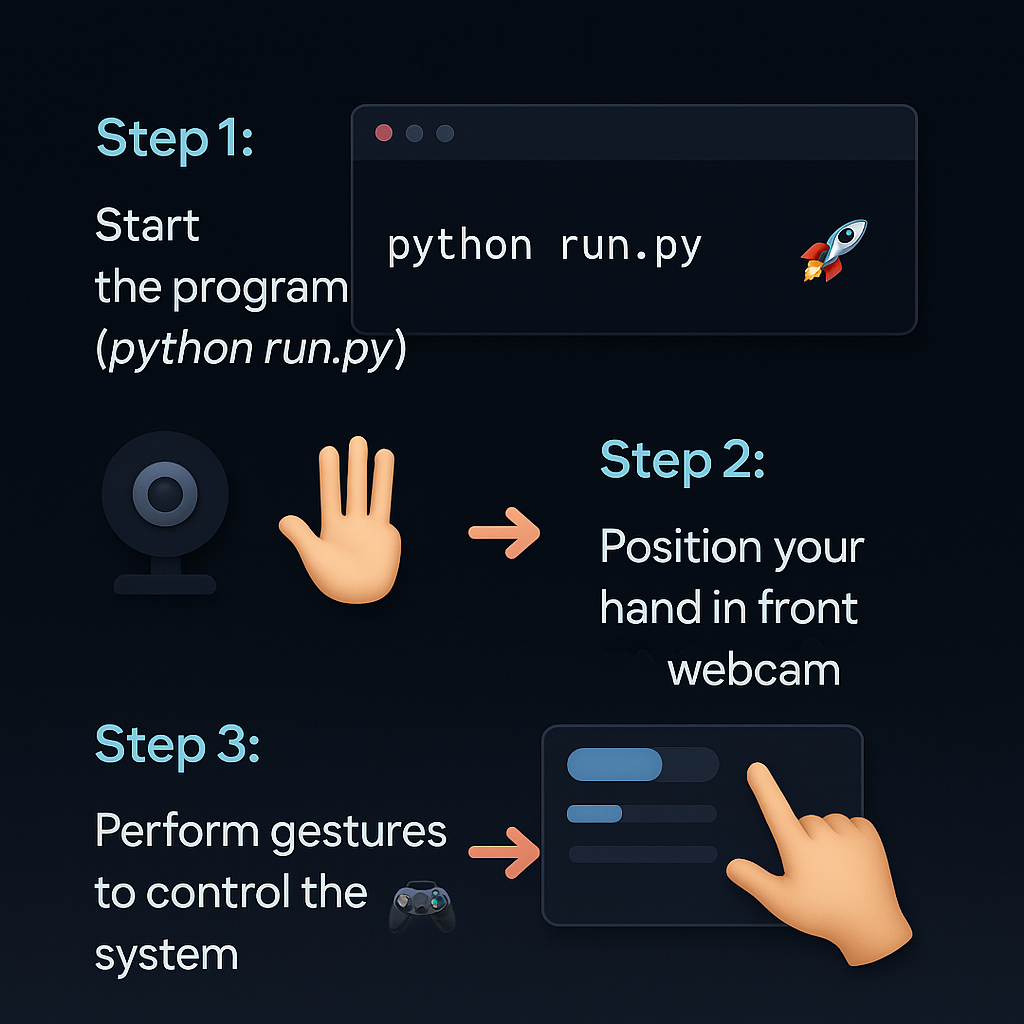 Step 1:
Start
the program
(python run.py)
python run.py
Step 2:
Position your
hand in front
webcam
Step 3:
Perform gestures
to control the
system